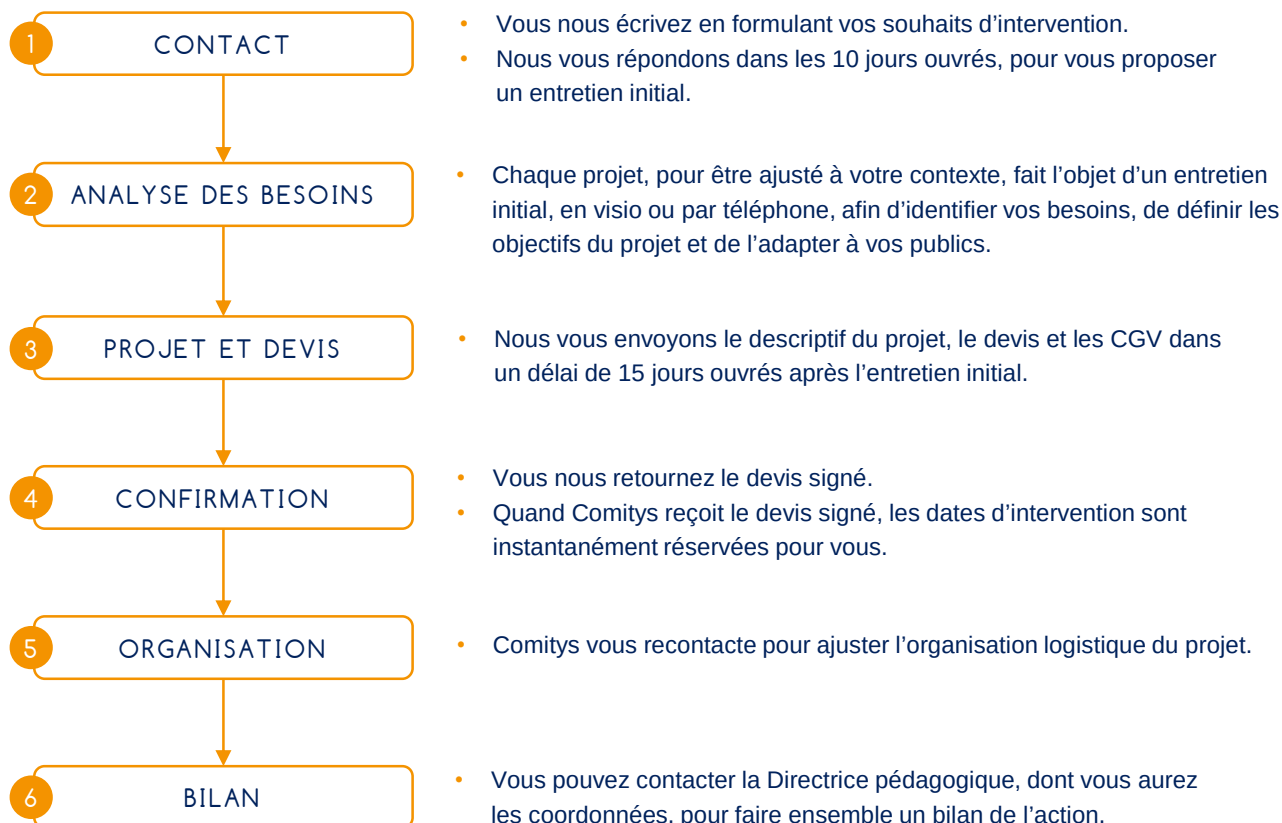 1
CONTACT
• Vous nous écrivez en formulant vos souhaits d’intervention.
• Nous vous répondons dans les 10 jours ouvrés, pour vous proposer
un entretien initial.
2
ANALYSE DES BESOINS
• Chaque projet, pour être ajusté à votre contexte, fait l’objet d’un entretien
initial, en visio ou par téléphone, afin d’identifier vos besoins, de définir les
objectifs du projet et de l’adapter à vos publics.
3
PROJET ET DEVIS
• Nous vous envoyons le descriptif du projet, le devis et les CGV dans
un délai de 15 jours ouvrés après l’entretien initial.
4
CONFIRMATION
• Vous nous retournez le devis signé.
• Quand Comitys reçoit le devis signé, les dates d’intervention sont
instantanément réservées pour vous.
5
ORGANISATION
• Comitys vous recontacte pour ajuster l’organisation logistique du projet.
6
BILAN
• Vous pouvez contacter la Directrice pédagogique, dont vous aurez
les coordonnées, pour faire ensemble un bilan de l’action.